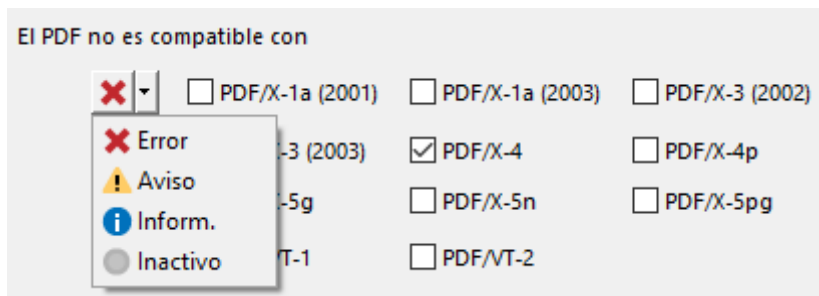 El PDF no es compatible con
PDF/X-1a (2001) PDF/X-1a (2003) PDF/X-3 (2002)
Error
-3 (2003) PDF/X-4 PDF/X-4p
Aviso
-5g PDF/X-5n PDF/X-5pg
Inform.
T-1 PDF/VT-2
Inactivo